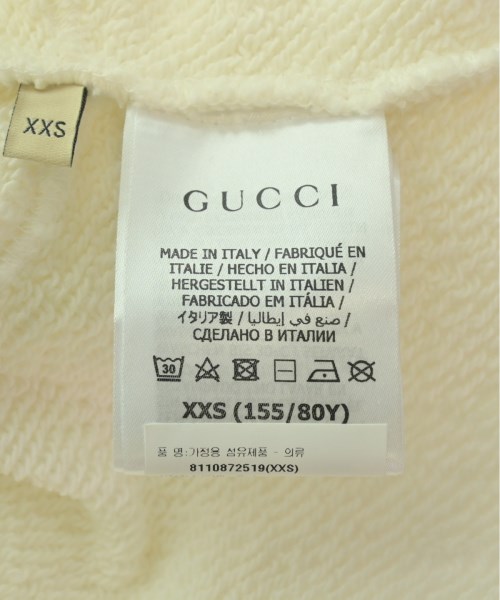 XXS
GUCCI
MADE IN ITALY / FABRIQUÉ EN
ITALIE / HECHO EN ITALIA /
HERGESTELLT IN ITALIEN /
FABRICADO EM ITÁLIA /
イタリア製 / صنع في إيطاليا /
СДЕЛАНО В ИТАЛИИ
30
XXS (155/80Y)
품 명:가정용 섬유제품 - 의류
8110872519(XXS)